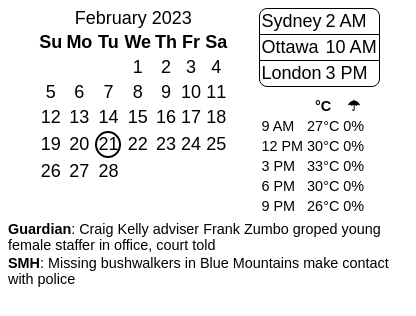 February 2023
Su Mo Tu We Th Fr Sa
1 2 3 4
5 6 7 8 9 10 11
12 13 14 15 16 17 18
19 20 21 22 23 24 25
26 27 28
Sydney 2 AM
Ottawa 10 AM
London 3 PM
°C ☂
9 AM 27°C 0%
12 PM 30°C 0%
3 PM 33°C 0%
6 PM 30°C 0%
9 PM 26°C 0%
Guardian: Craig Kelly adviser Frank Zumbo groped young
female staffer in office, court told
SMH: Missing bushwalkers in Blue Mountains make contact
with police